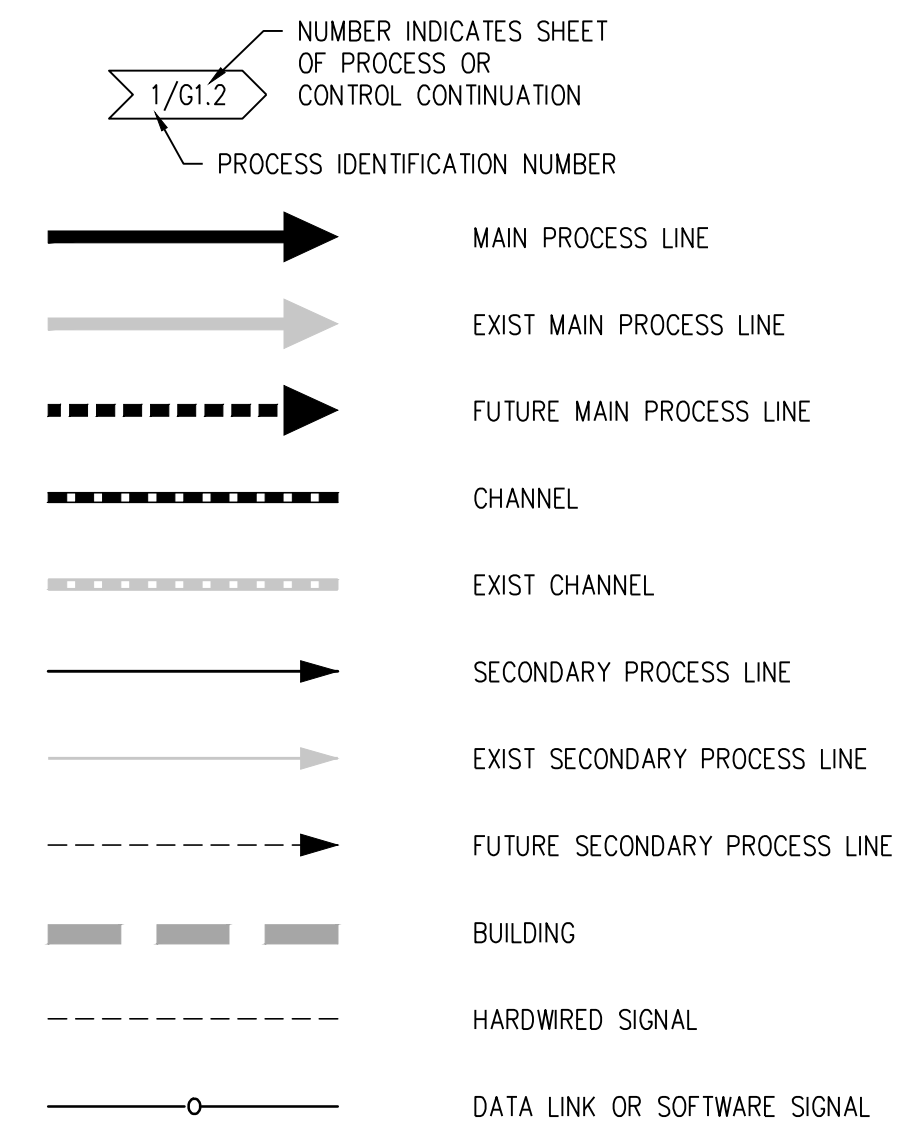 NUMBER INDICATES SHEET
OF PROCESS OR
CONTROL CONTINUATION
1/G1.2
PROCESS IDENTIFICATION NUMBER
MAIN PROCESS LINE
EXIST MAIN PROCESS LINE
FUTURE MAIN PROCESS LINE
CHANNEL
EXIST CHANNEL
SECONDARY PROCESS LINE
EXIST SECONDARY PROCESS LINE
FUTURE SECONDARY PROCESS LINE
BUILDING
HARDWIRED SIGNAL
DATA LINK OR SOFTWARE SIGNAL